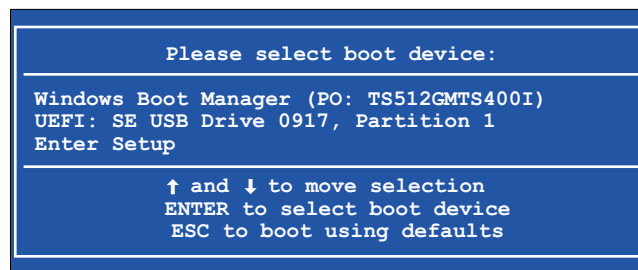 Please select boot device:
Windows Boot Manager (PO: TS512GMTS400I)
UEFI: SE USB Drive 0917, Partition 1
Enter Setup
↑ and ↓ to move selection
ENTER to select boot device
ESC to boot using defaults